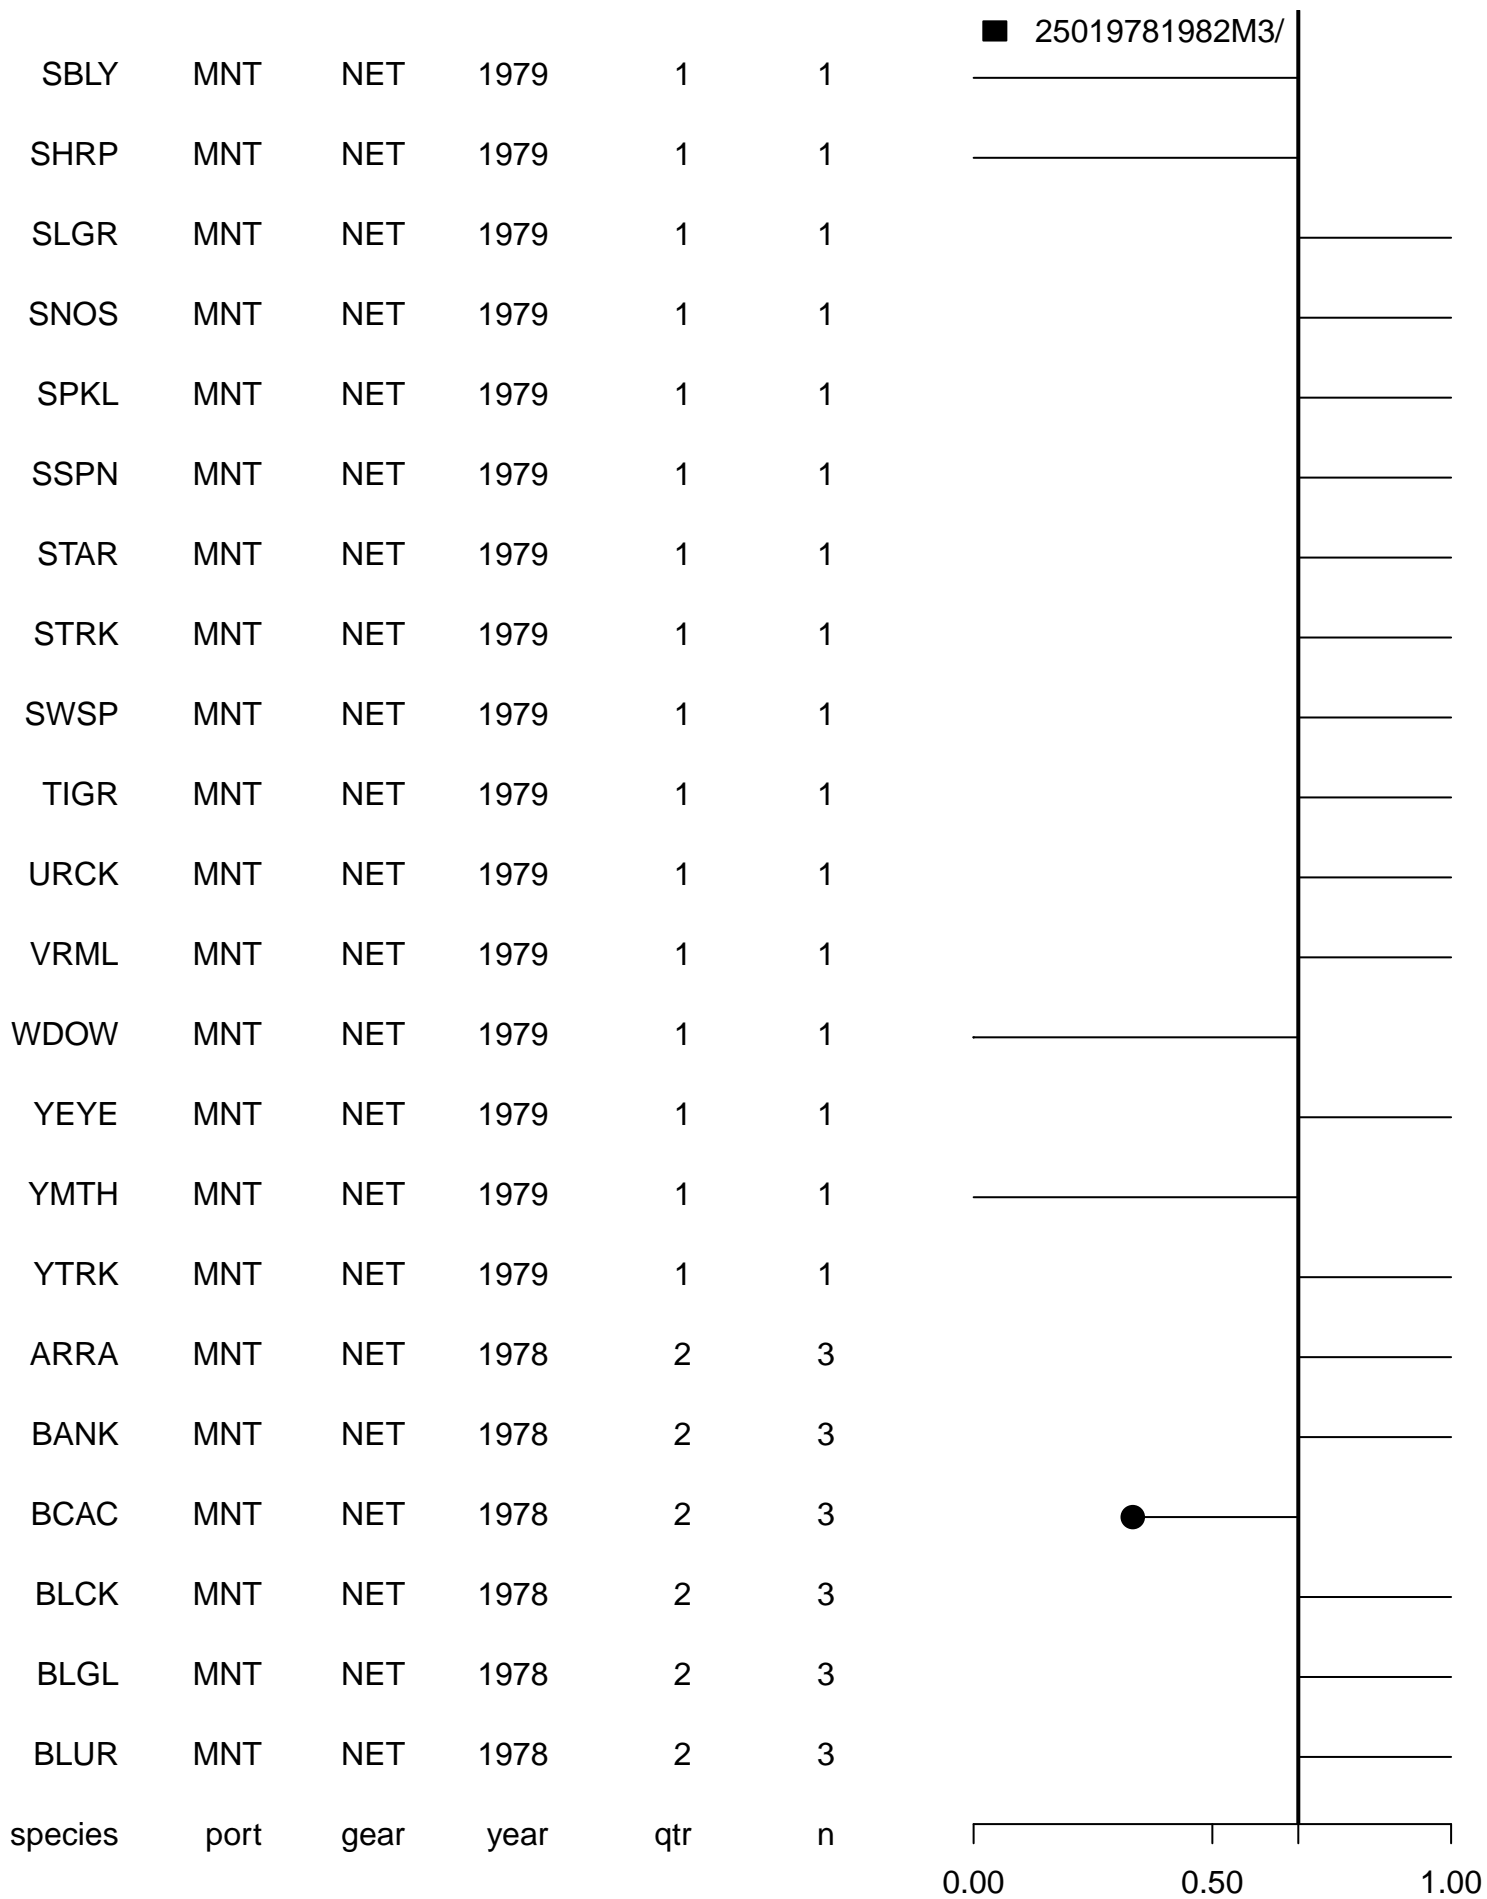 25019781982M3/
SBLY MNT NET 1979 1 1
SHRP MNT NET 1979 1 1
SLGR MNT NET 1979 1 1
SNOS MNT NET 1979 1 1
SPKL MNT NET 1979 1 1
SSPN MNT NET 1979 1 1
STAR MNT NET 1979 1 1
STRK MNT NET 1979 1 1
SWSP MNT NET 1979 1 1
TIGR MNT NET 1979 1 1
URCK MNT NET 1979 1 1
VRML MNT NET 1979 1 1
WDOW MNT NET 1979 1 1
YEYE MNT NET 1979 1 1
YMTH MNT NET 1979 1 1
YTRK MNT NET 1979 1 1
ARRA MNT NET 1978 2 3
BANK MNT NET 1978 2 3
BCAC MNT NET 1978 2 3
BLCK MNT NET 1978 2 3
BLGL MNT NET 1978 2 3
BLUR MNT NET 1978 2 3
species port gear year qtr n
0.00 0.50 1.00